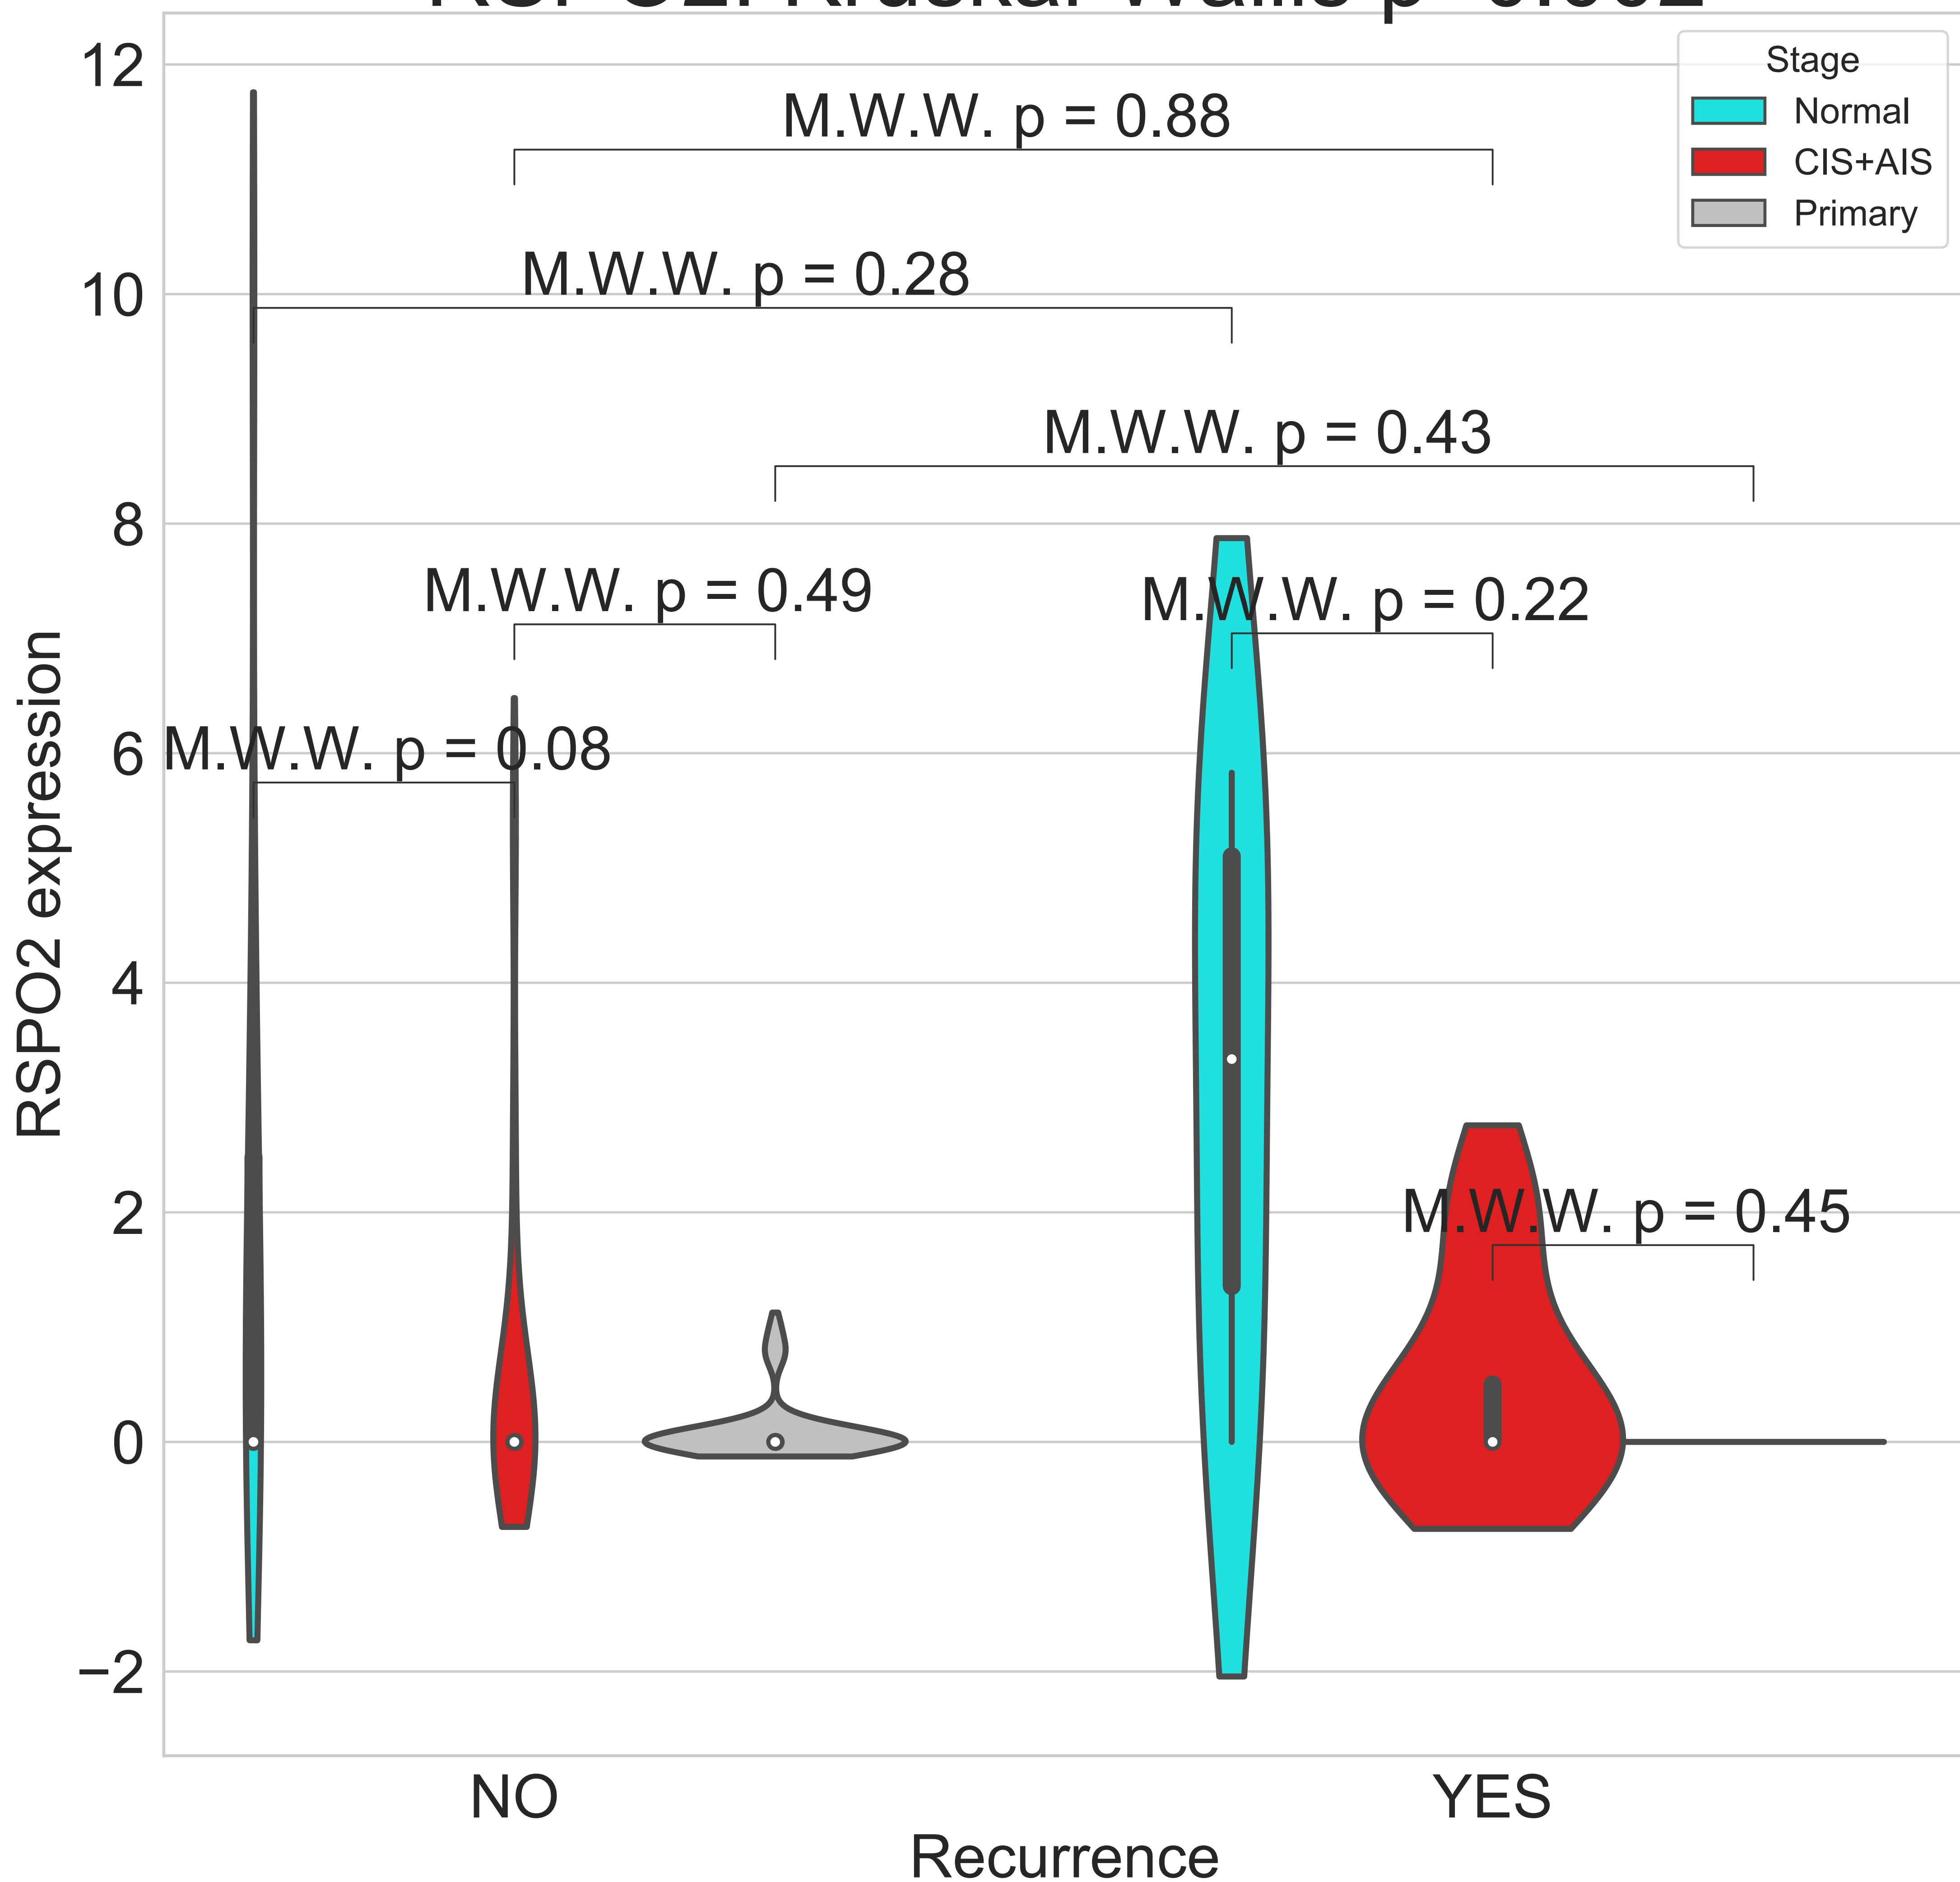 12
10
8
6
4
2
0
−2
RSPO2 expression
M.W.W. p = 0.88
M.W.W. p = 0.28
M.W.W. p = 0.43
M.W.W. p = 0.49
M.W.W. p = 0.22
M.W.W. p = 0.08
M.W.W. p = 0.45
Stage
Normal
CIS+AIS
Primary
NO
YES
Recurrence